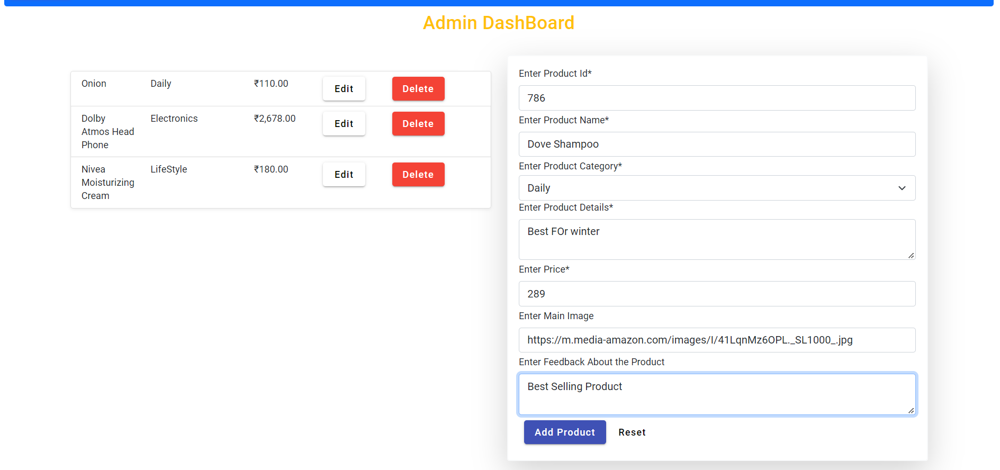 Admin DashBoard
Onion Daily ₹110.00 Edit Delete
Dolby Electronics ₹2,678.00 Edit Delete
Atmos Head
Phone
Nivea LifeStyle ₹180.00 Edit Delete
Moisturizing
Cream
Enter Product Id*
786
Enter Product Name*
Dove Shampoo
Enter Product Category*
Daily
Enter Product Details*
Best FOr winter
Enter Price*
289
Enter Main Image
https://m.media-amazon.com/images/I/41LqnMz6OPL._SL1000_.jpg
Enter Feedback About the Product
Best Selling Product
Add Product Reset